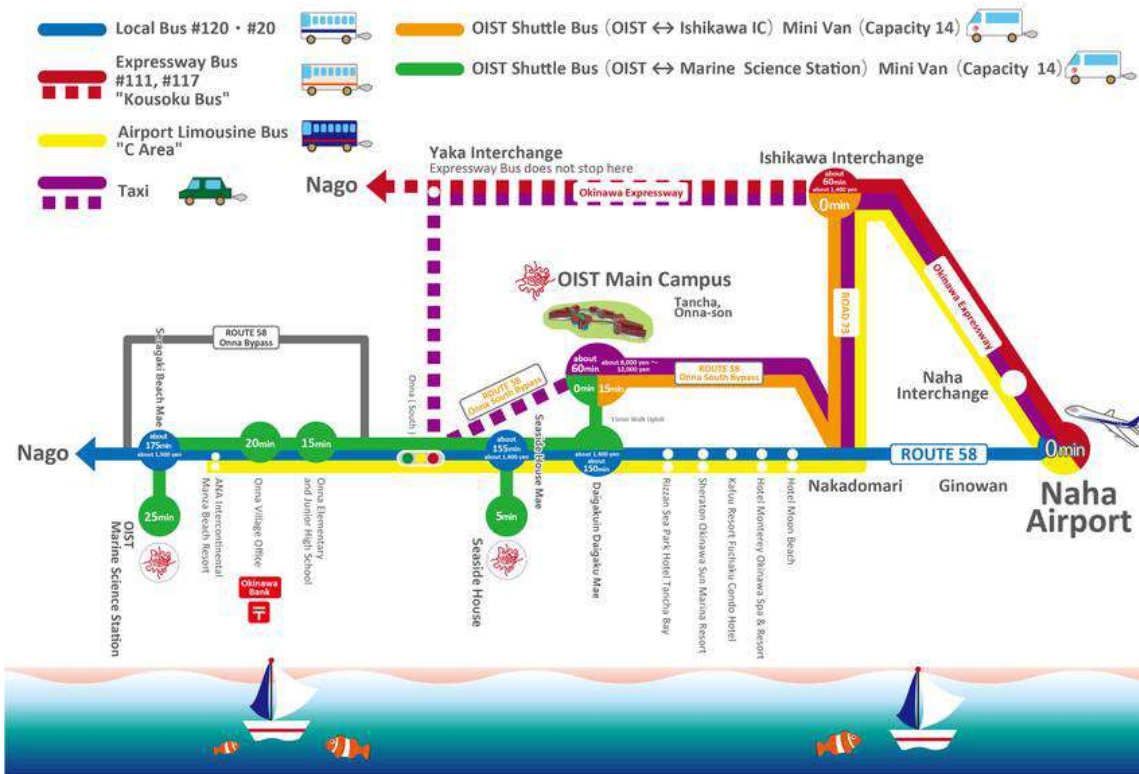 Local Bus #120・#20
OIST Shuttle Bus (OIST ↔ Ishikawa IC) Mini Van (Capacity 14)
Expressway Bus
#111, #117
"Kousoku Bus"
OIST Shuttle Bus (OIST ↔ Marine Science Station) Mini Van (Capacity 14)
Airport Limousine Bus
"C Area"
Taxi
Yaka Interchange
Expressway Bus does not stop here
Ishikawa Interchange
Nago
Okinawa Expressway
about
60min
about 1,400 yen
0min
OIST Main Campus
Tancha,
Onna-son
ROAD 73
Okinawa Expressway
ROUTE 58
Onna Bypass
Seragaki Beach Mae
Onna ( South )
ROUTE 58
Onna South Bypass
about
60min
about 8,000 yen ~
12,000 yen
0min
15min
ROUTE 58
Onna South Bypass
15min Walk Uphill
Naha
Interchange
Nago
about
175min
about 1,500 yen
20min
15min
about
155min
about 1,400 yen
Seaside House Mae
about 1,400 yen
about
150min
ROUTE 58
0min
Nakadomari
Ginowan
Naha
Airport
25min
5min
OIST
Marine Science Station
ANA Intercontinental
Manza Beach Resort
Onna Village Office
Onna Elementary
and Junior High School
Seaside House
Daigakuin Daigaku Mae
Rizzan Sea Park Hotel Tancha Bay
Sheraton Okinawa Sun Marina Resort
Kafuu Resort Fuchaku Condo Hotel
Hotel Monterey Okinawa Spa & Resort
Hotel Moon Beach
Okinawa
Bank
〒